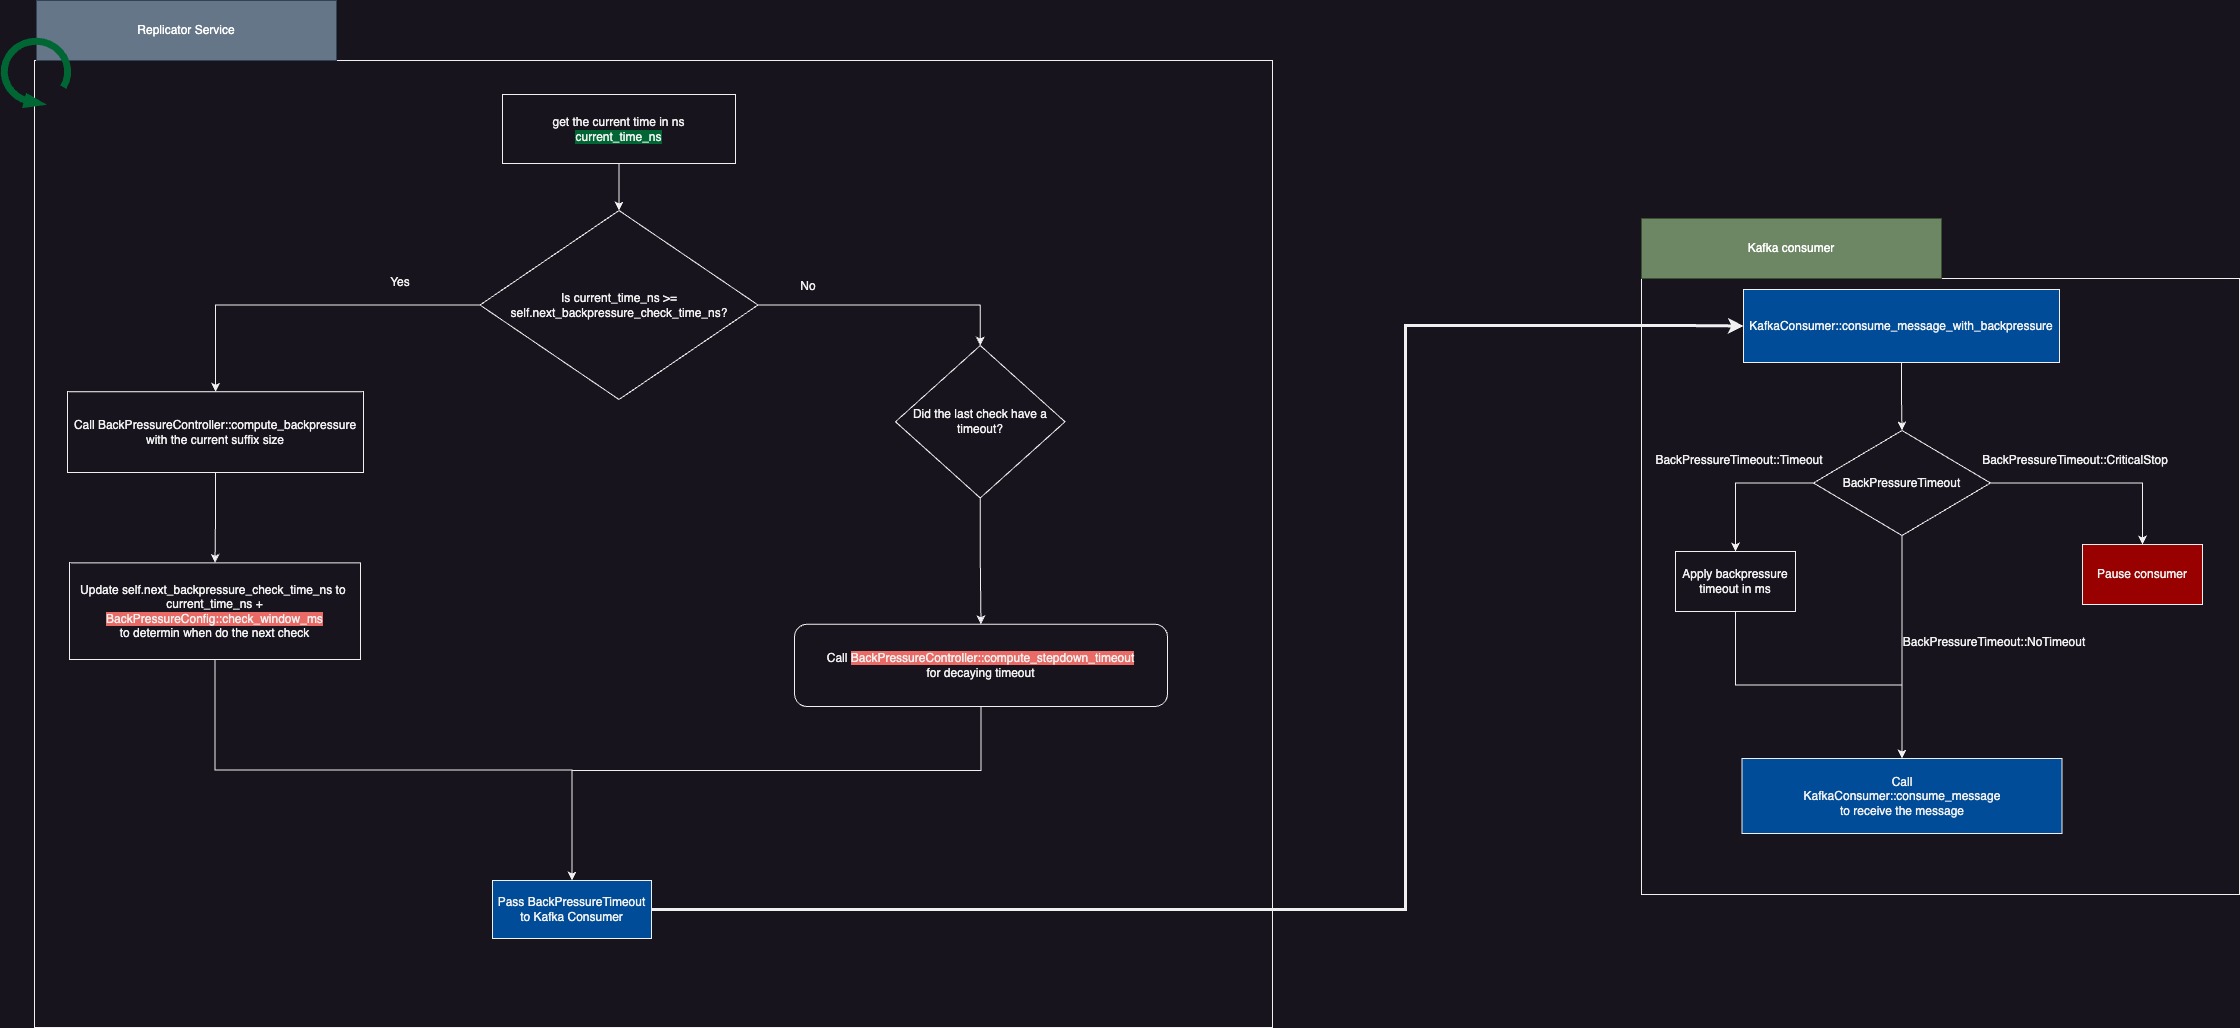 Replicator Service
get the current time in ns
current_time_ns
Yes
Is current_time_ns >=
self.next_backpressure_check_time_ns?
No
Call BackPressureController::compute_backpressure
with the current suffix size
Did the last check have a
timeout?
Update self.next_backpressure_check_time_ns to
current_time_ns +
BackPressureConfig::check_window_ms
to determin when do the next check
Call BackPressureController::compute_stepdown_timeout
for decaying timeout
Pass BackPressureTimeout
to Kafka Consumer
Kafka consumer
KafkaConsumer::consume_message_with_backpressure
BackPressureTimeout::Timeout
BackPressureTimeout::CriticalStop
BackPressureTimeout
Apply backpressure
timeout in ms
Pause consumer
BackPressureTimeout::NoTimeout
Call
KafkaConsumer::consume_message
to receive the message